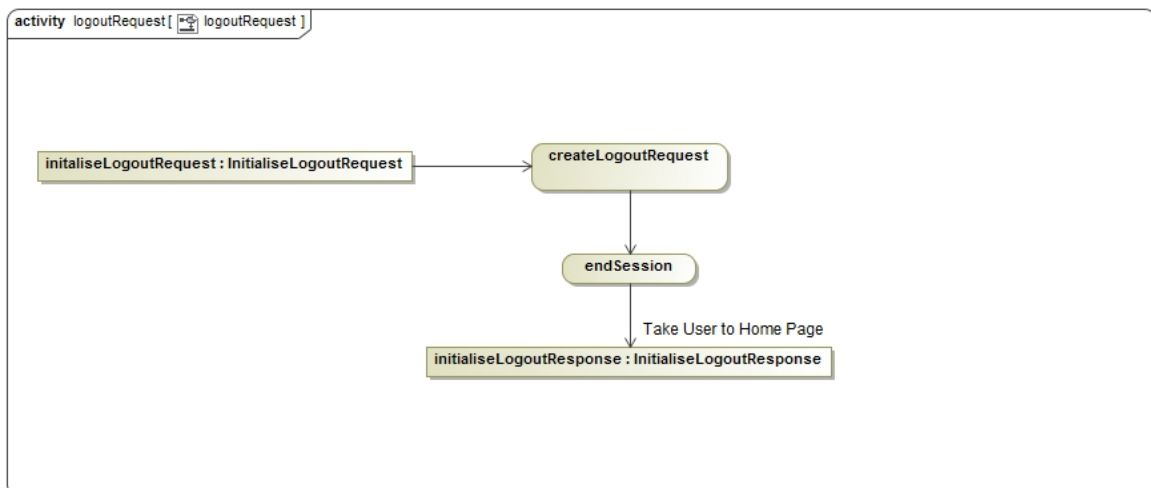 activity logoutRequest [ logoutRequest ]
initaliseLogoutRequest : InitialiseLogoutRequest
createLogoutRequest
endSession
Take User to Home Page
initialiseLogoutResponse : InitialiseLogoutResponse